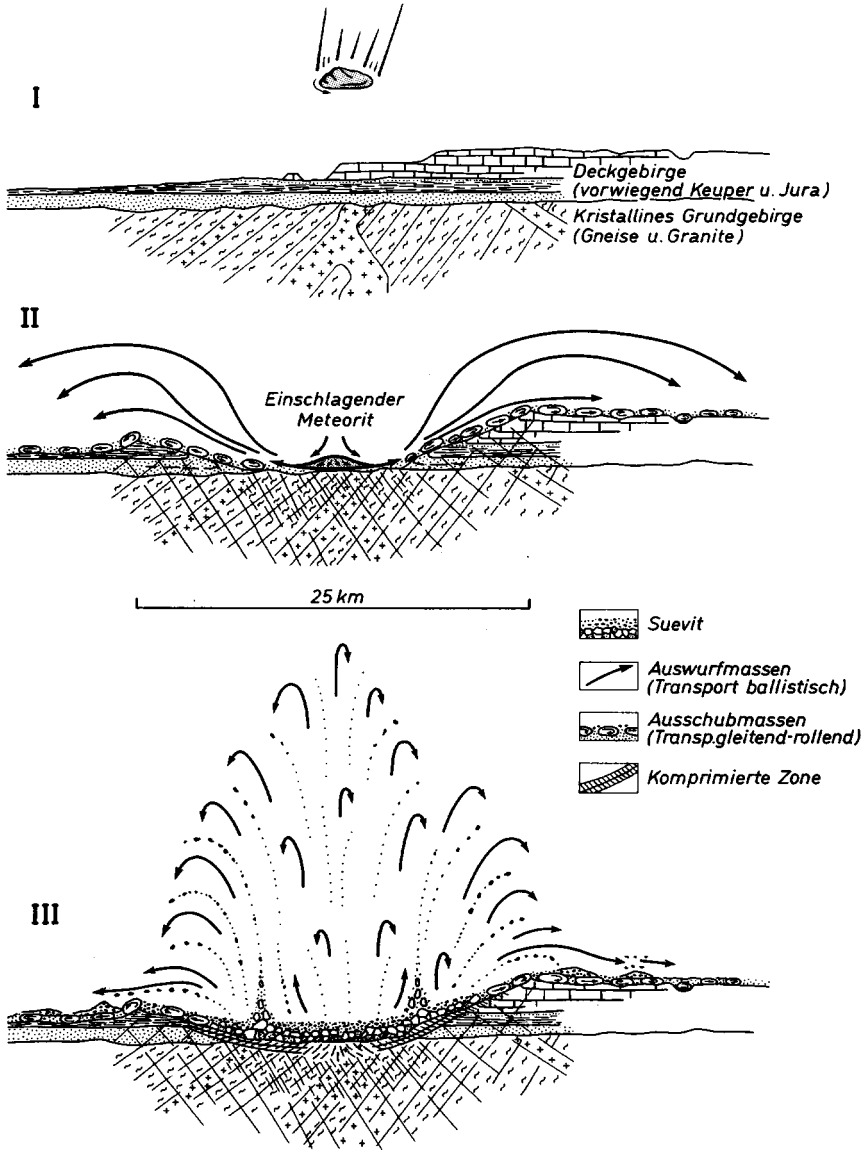 I
Deckgebirge
(vorwiegend Keuper u. Jura)
Kristallines Grundgebirge
(Gneise u. Granite)
II
Einschlagender
Meteorit
25 km
Suevit
Auswurfmassen
(Transport ballistisch)
Ausschubmassen
(Transp.gleitend-rollend)
Komprimierte Zone
III